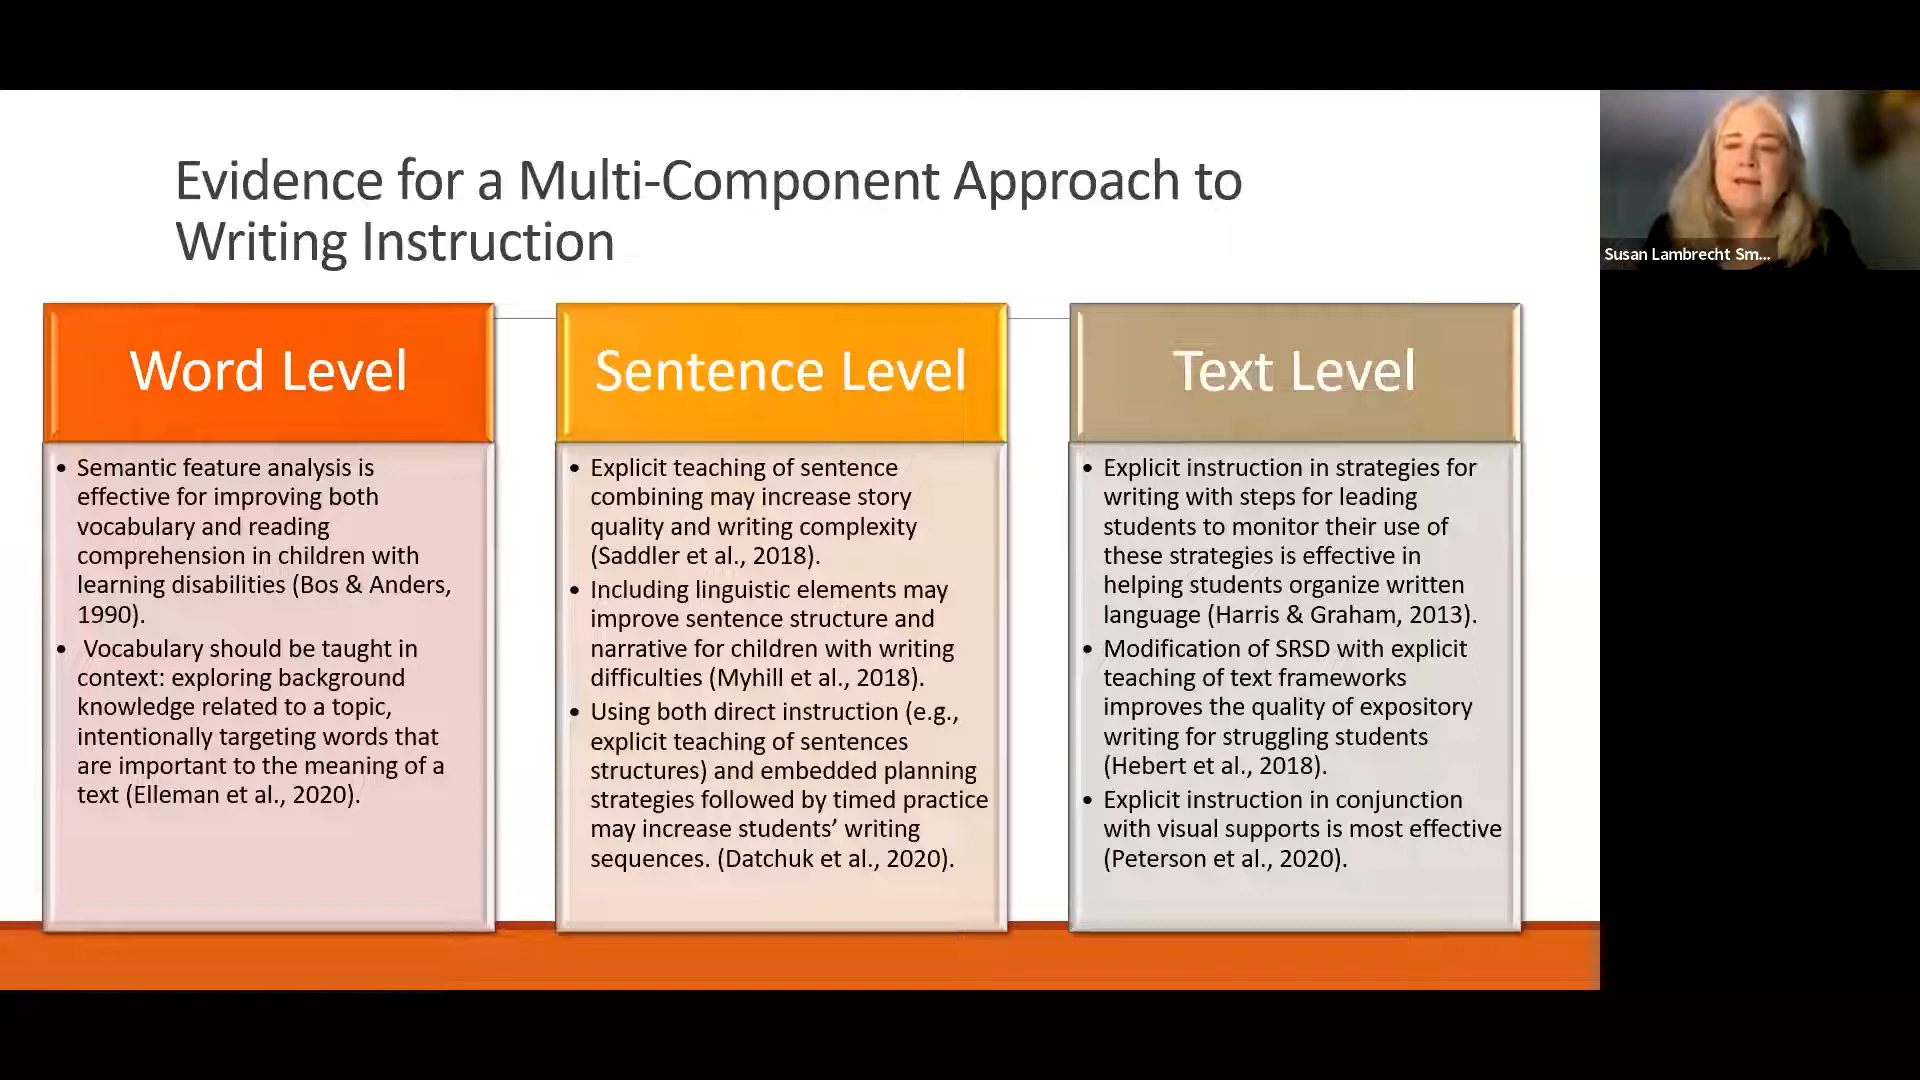 Evidence for a Multi-Component Approach to
Writing Instruction
Word Level
• Semantic feature analysis is
effective for improving both
vocabulary and reading
comprehension in children with
learning disabilities (Bos & Anders,
1990).
• Vocabulary should be taught in
context: exploring background
knowledge related to a topic,
intentionally targeting words that
are important to the meaning of a
text (Elleman et al., 2020).
Sentence Level
• Explicit teaching of sentence
combining may increase story
quality and writing complexity
(Saddler et al., 2018).
• Including linguistic elements may
improve sentence structure and
narrative for children with writing
difficulties (Myhill et al., 2018).
• Using both direct instruction (e.g.,
explicit teaching of sentences
structures) and embedded planning
strategies followed by timed practice
may increase students’ writing
sequences. (Datchuk et al., 2020).
Text Level
• Explicit instruction in strategies for
writing with steps for leading
students to monitor their use of
these strategies is effective in
helping students organize written
language (Harris & Graham, 2013).
• Modification of SRSD with explicit
teaching of text frameworks
improves the quality of expository
writing for struggling students
(Hebert et al., 2018).
• Explicit instruction in conjunction
with visual supports is most effective
(Peterson et al., 2020).
Susan Lambrecht Sm...